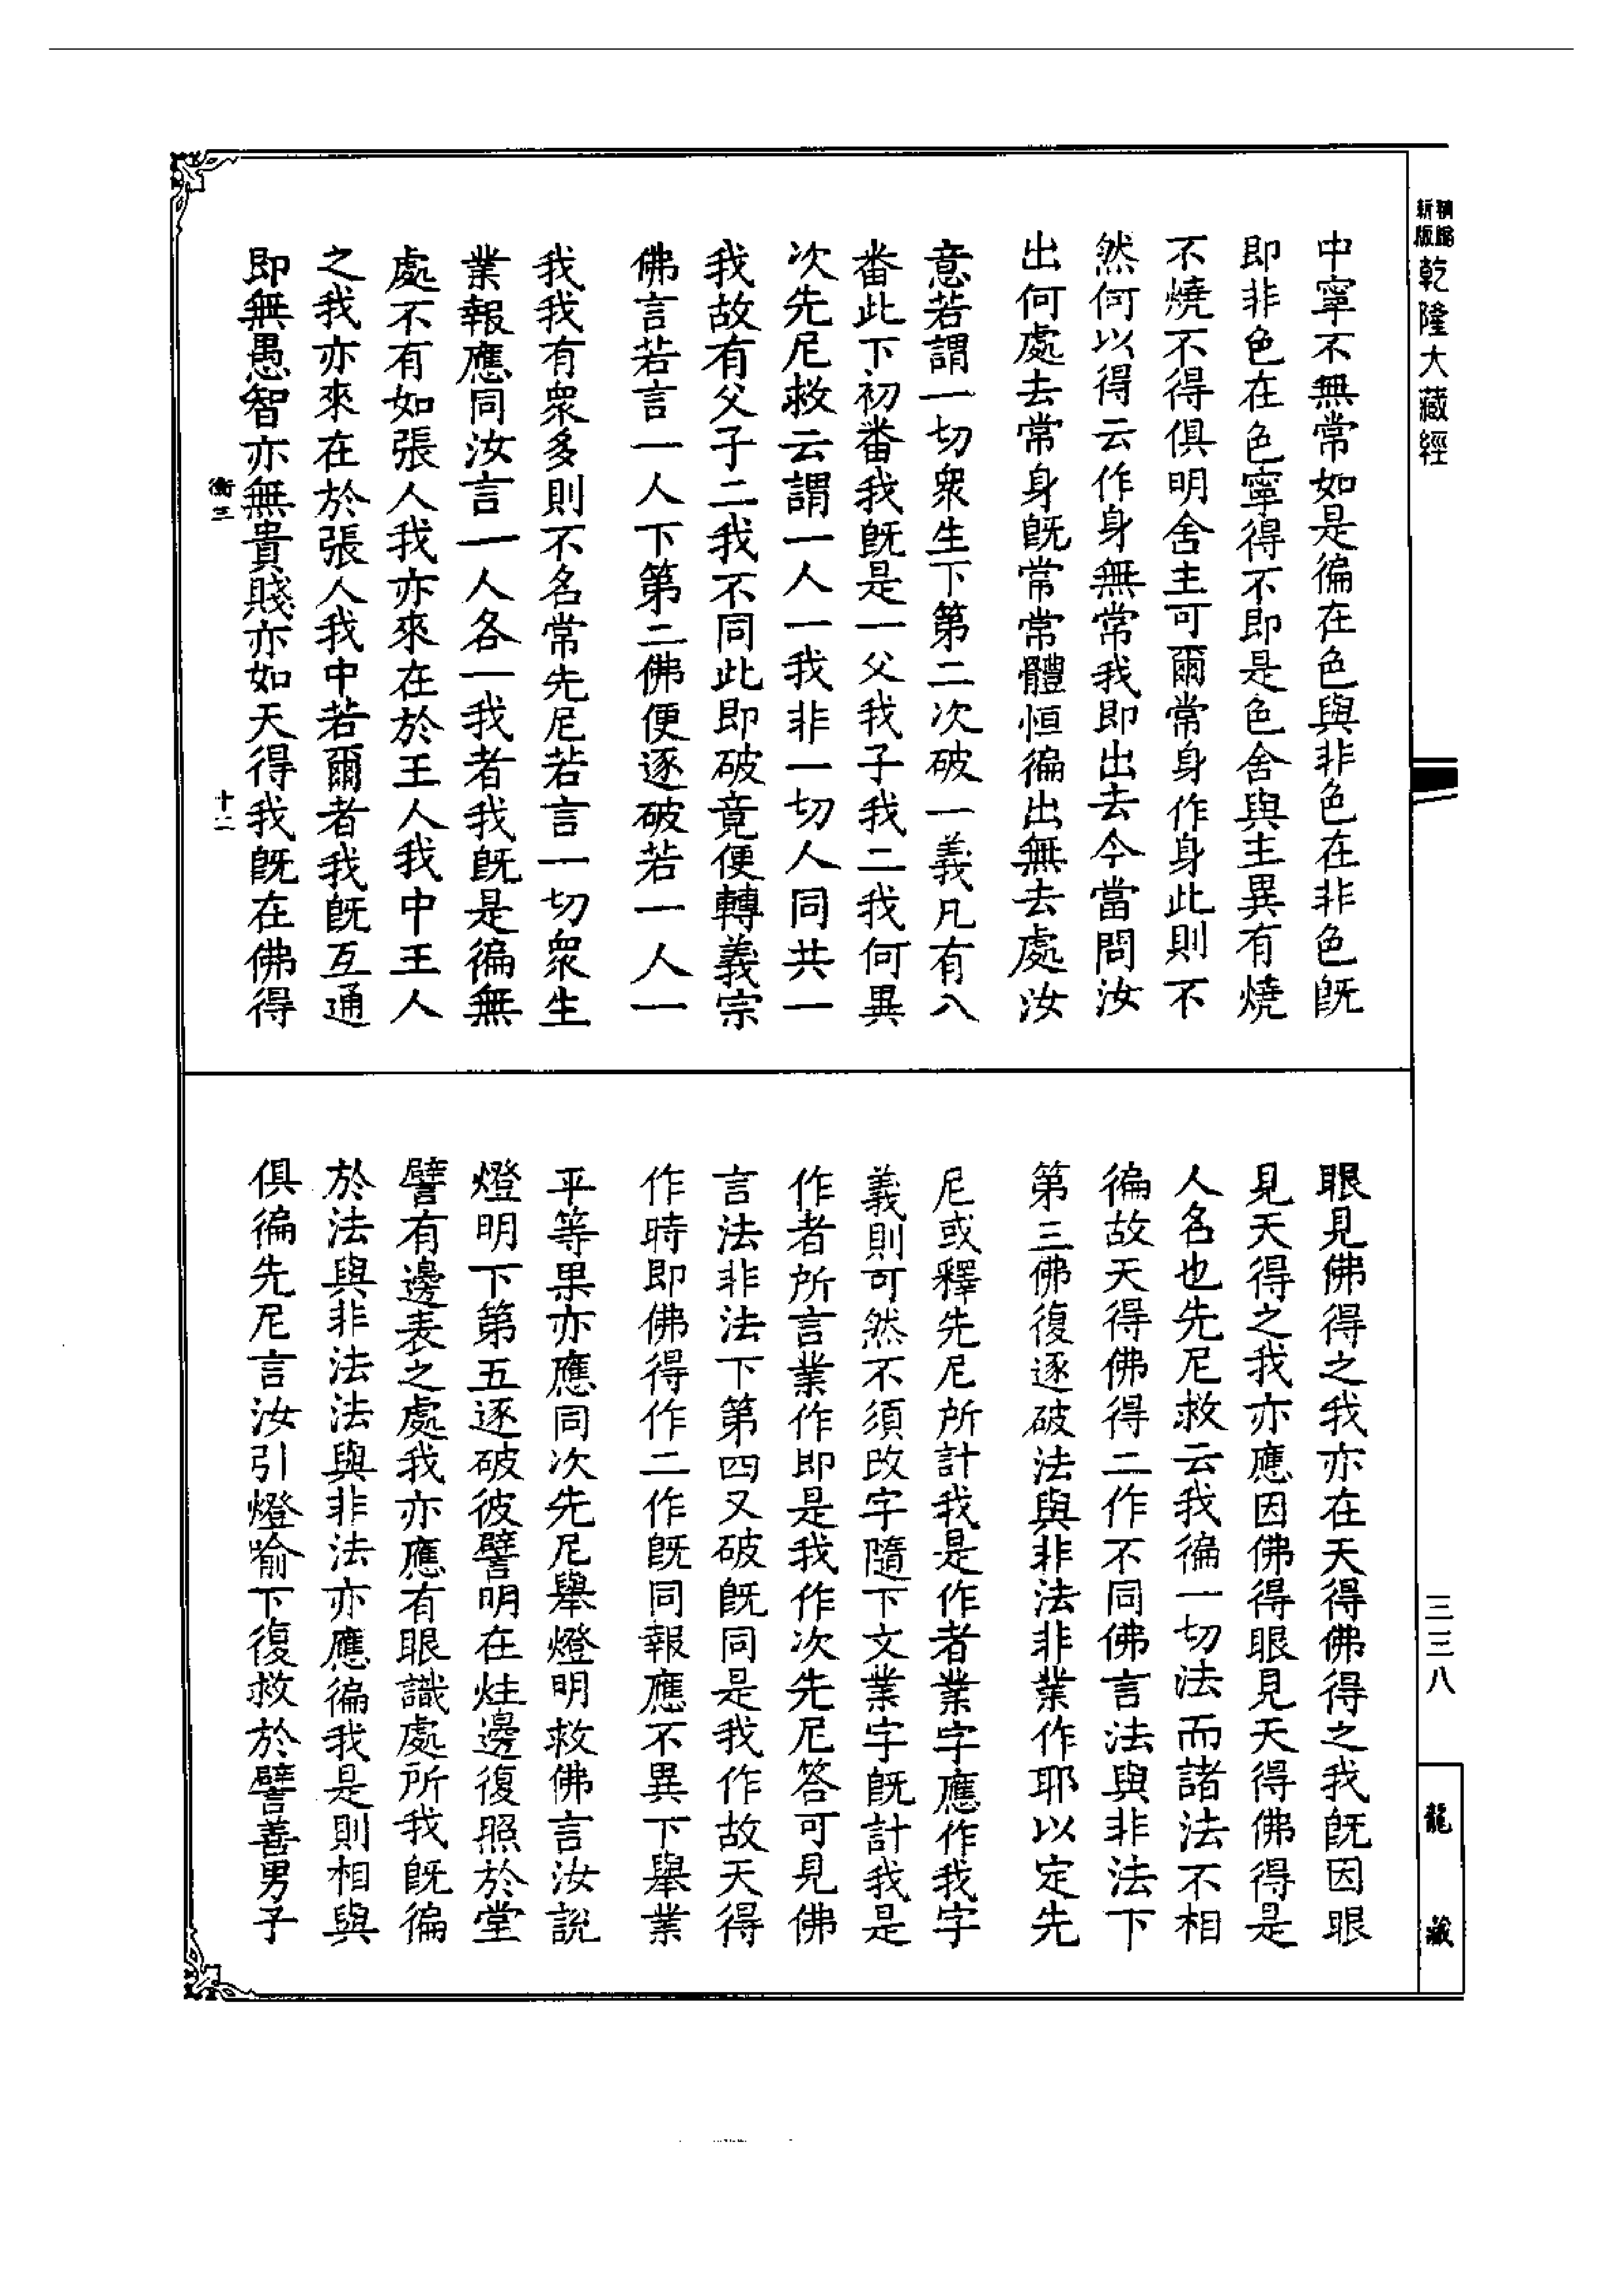 精縮新版乾隆大藏經
中寧不無常如是徧在色與非色在非色既
即非色在色寧得不即是色舍與主異有燒
不燒不得俱明舍主可爾常身作身此則不
然何以得云作身無常我即出去今當問汝
出何處去常身既常常體恒徧出無去處汝
意若謂一切衆生下第二次破一義凡有八
番此下初番我既是一父我子我二我何異
次先尼救云謂一人一我非一切人同共一
我故有父子二我不同此即破竟便轉義宗
佛言若言一人下第二佛便逐破若一人一
我我有衆多則不名常先尼若言一切衆生
業報應同汝言一人各一我者我既是徧無
處不有如張人我亦來在於王人我中王人
之我亦來在於張人我中若爾者我既互通
即無愚智亦無貴賤亦如天得我既在佛得
衡三
十二
眼見佛得之我亦在天得佛得之我既因眼
見天得之我亦應因佛得眼見天得佛得是
人名也先尼救云我徧一切法而諸法不相
徧故天得佛得二作不同佛言法與非法下
第三佛復逐破法與非法非業作耶以定先
尼或釋先尼所計我是作者業字應作我字
義則可然不須改字隨下文業字既計我是
作者所言業作即是我作次先尼答可見佛
言法非法下第四又破既同是我作故天得
作時即佛得作二作既同報應不異下舉業
平等果亦應同次先尼舉燈明救佛言汝說
燈明下第五逐破彼譬明在炷邊復照於堂
譬有邊表之處我亦應有眼識處所我既徧
於法與非法法與非法亦應徧我是則相與
俱徧先尼言汝引燈喻下復救於譬善男子
三三八
龍藏